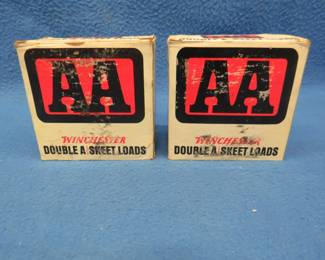 AA
WINCHESTER
DOUBLE A SKEET LOADS
AA
WINCHESTER
DOUBLE A SKEET LOADS